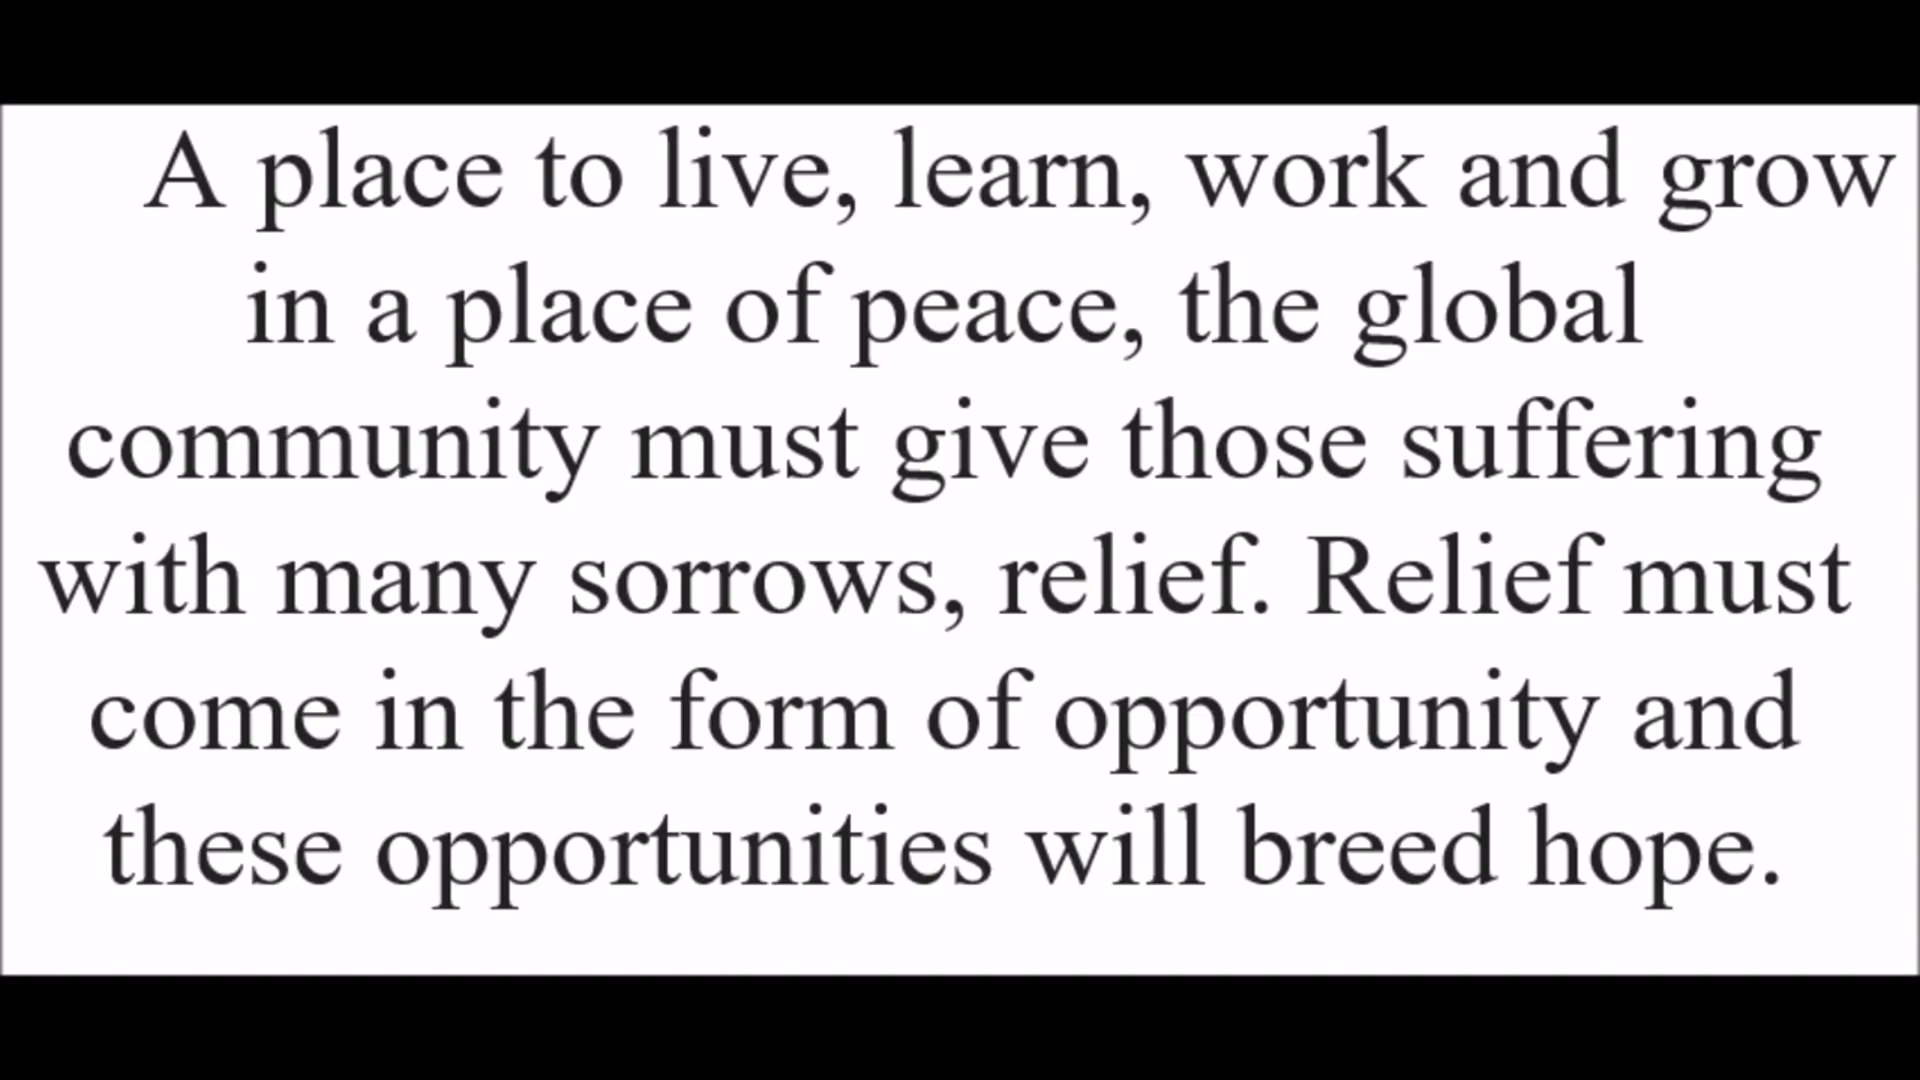 A place to live, learn, work and grow
in a place of peace, the global
community must give those suffering
with many sorrows, relief. Relief must
come in the form of opportunity and
these opportunities will breed hope.